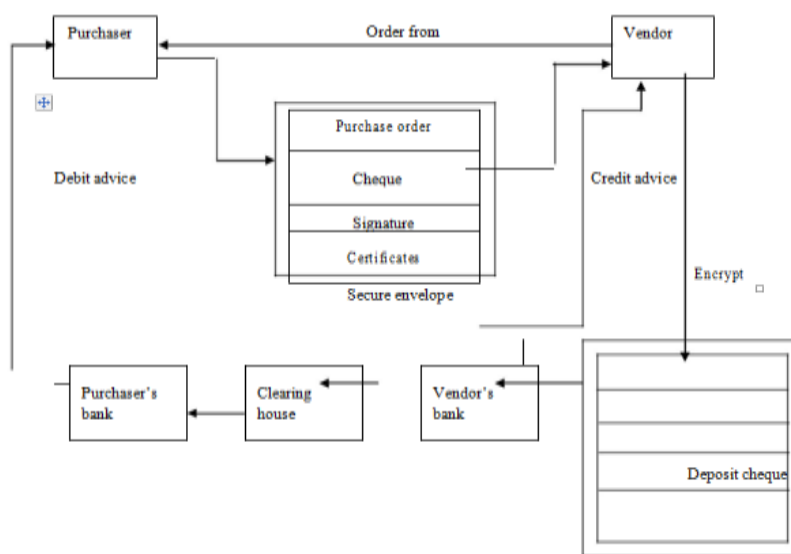 Purchaser
Order from
Vendor
Purchase order
Debit advice
Cheque
Credit advice
Signature
Certificates
Encrypt
Secure envelope
Purchaser's
bank
Clearing
house
Vendor's
bank
Deposit cheque